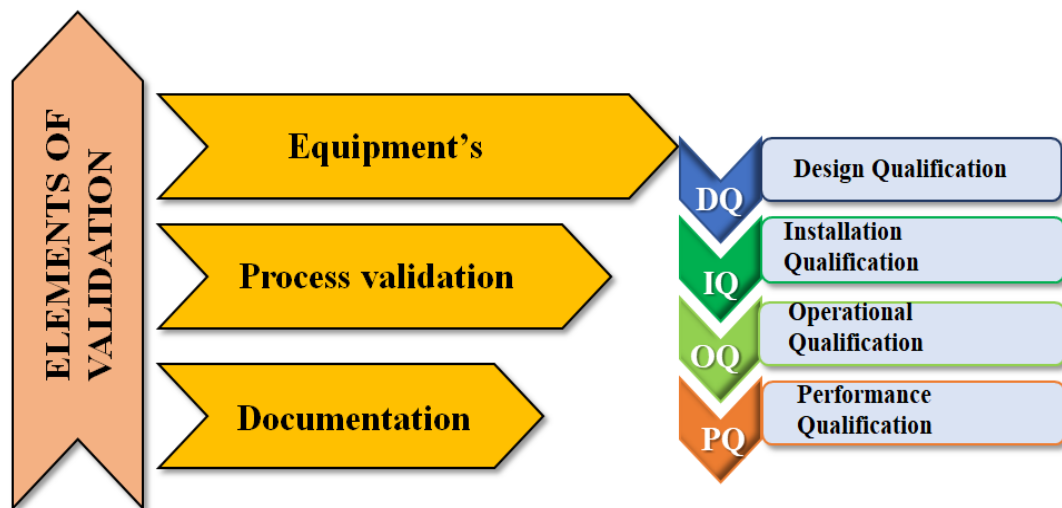 ELEMENTS OF
VALIDATION
Equipment’s
Process validation
Documentation
DQ
Design Qualification
IQ
Installation
Qualification
OQ
Operational
Qualification
PQ
Performance
Qualification